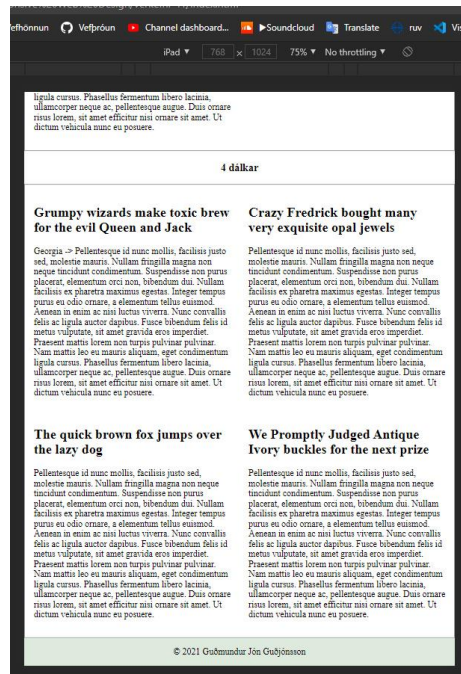 fhönnun Vefþróun Channel dashboard... ▶Soundcloud Translate ruv Vis
iPad ▼ 768 x 1024 75% ▼ No throttling ▼
ligula cursus. Phasellus fermentum libero lacinia,
ullamcorper neque ac, pellentesque augue. Duis ornare
risus lorem, sit amet efficitur nisi ornare sit amet. Ut
dictum vehicula nunc eu posuere.
4 dálkar
Grumpy wizards make toxic brew
for the evil Queen and Jack
Georgia -> Pellentesque id nunc mollis, facilisis justo
sed, molestie mauris. Nullam fringilla magna non
neque tincidunt condimentum. Suspendisse non purus
placerat, elementum orci non, bibendum dui. Nullam
facilisis ex pharetra maximus egestas. Integer tempus
purus eu odio ornare, a elementum tellus euismod.
Aenean in enim ac nisi luctus viverra. Nunc convallis
felis ac ligula auctor dapibus. Fusce bibendum felis id
metus vulputate, sit amet gravida eros imperdiet.
Praesent mattis lorem non turpis pulvinar pulvinar.
Nam mattis leo eu mauris aliquam, eget condimentum
ligula cursus. Phasellus fermentum libero lacinia,
ullamcorper neque ac, pellentesque augue. Duis ornare
risus lorem, sit amet efficitur nisi ornare sit amet. Ut
dictum vehicula nunc eu posuere.
Crazy Fredrick bought many
very exquisite opal jewels
Pellentesque id nunc mollis, facilisis justo sed,
molestie mauris. Nullam fringilla magna non neque
tincidunt condimentum. Suspendisse non purus
placerat, elementum orci non, bibendum dui. Nullam
facilisis ex pharetra maximus egestas. Integer tempus
purus eu odio ornare, a elementum tellus euismod.
Aenean in enim ac nisi luctus viverra. Nunc convallis
felis ac ligula auctor dapibus. Fusce bibendum felis id
metus vulputate, sit amet gravida eros imperdiet.
Praesent mattis lorem non turpis pulvinar pulvinar.
Nam mattis leo eu mauris aliquam, eget condimentum
ligula cursus. Phasellus fermentum libero lacinia,
ullamcorper neque ac, pellentesque augue. Duis ornare
risus lorem, sit amet efficitur nisi ornare sit amet. Ut
dictum vehicula nunc eu posuere.
The quick brown fox jumps over
the lazy dog
Pellentesque id nunc mollis, facilisis justo sed,
molestie mauris. Nullam fringilla magna non neque
tincidunt condimentum. Suspendisse non purus
placerat, elementum orci non, bibendum dui. Nullam
facilisis ex pharetra maximus egestas. Integer tempus
purus eu odio ornare, a elementum tellus euismod.
Aenean in enim ac nisi luctus viverra. Nunc convallis
felis ac ligula auctor dapibus. Fusce bibendum felis id
metus vulputate, sit amet gravida eros imperdiet.
Praesent mattis lorem non turpis pulvinar pulvinar.
Nam mattis leo eu mauris aliquam, eget condimentum
ligula cursus. Phasellus fermentum libero lacinia,
ullamcorper neque ac, pellentesque augue. Duis ornare
risus lorem, sit amet efficitur nisi ornare sit amet. Ut
dictum vehicula nunc eu posuere.
We Promptly Judged Antique
Ivory buckles for the next prize
Pellentesque id nunc mollis, facilisis justo sed,
molestie mauris. Nullam fringilla magna non neque
tincidunt condimentum. Suspendisse non purus
placerat, elementum orci non, bibendum dui. Nullam
facilisis ex pharetra maximus egestas. Integer tempus
purus eu odio ornare, a elementum tellus euismod.
Aenean in enim ac nisi luctus viverra. Nunc convallis
felis ac ligula auctor dapibus. Fusce bibendum felis id
metus vulputate, sit amet gravida eros imperdiet.
Praesent mattis lorem non turpis pulvinar pulvinar.
Nam mattis leo eu mauris aliquam, eget condimentum
ligula cursus. Phasellus fermentum libero lacinia,
ullamcorper neque ac, pellentesque augue. Duis ornare
risus lorem, sit amet efficitur nisi ornare sit amet. Ut
dictum vehicula nunc eu posuere.
© 2021 Guðmundur Jón Guðjónsson